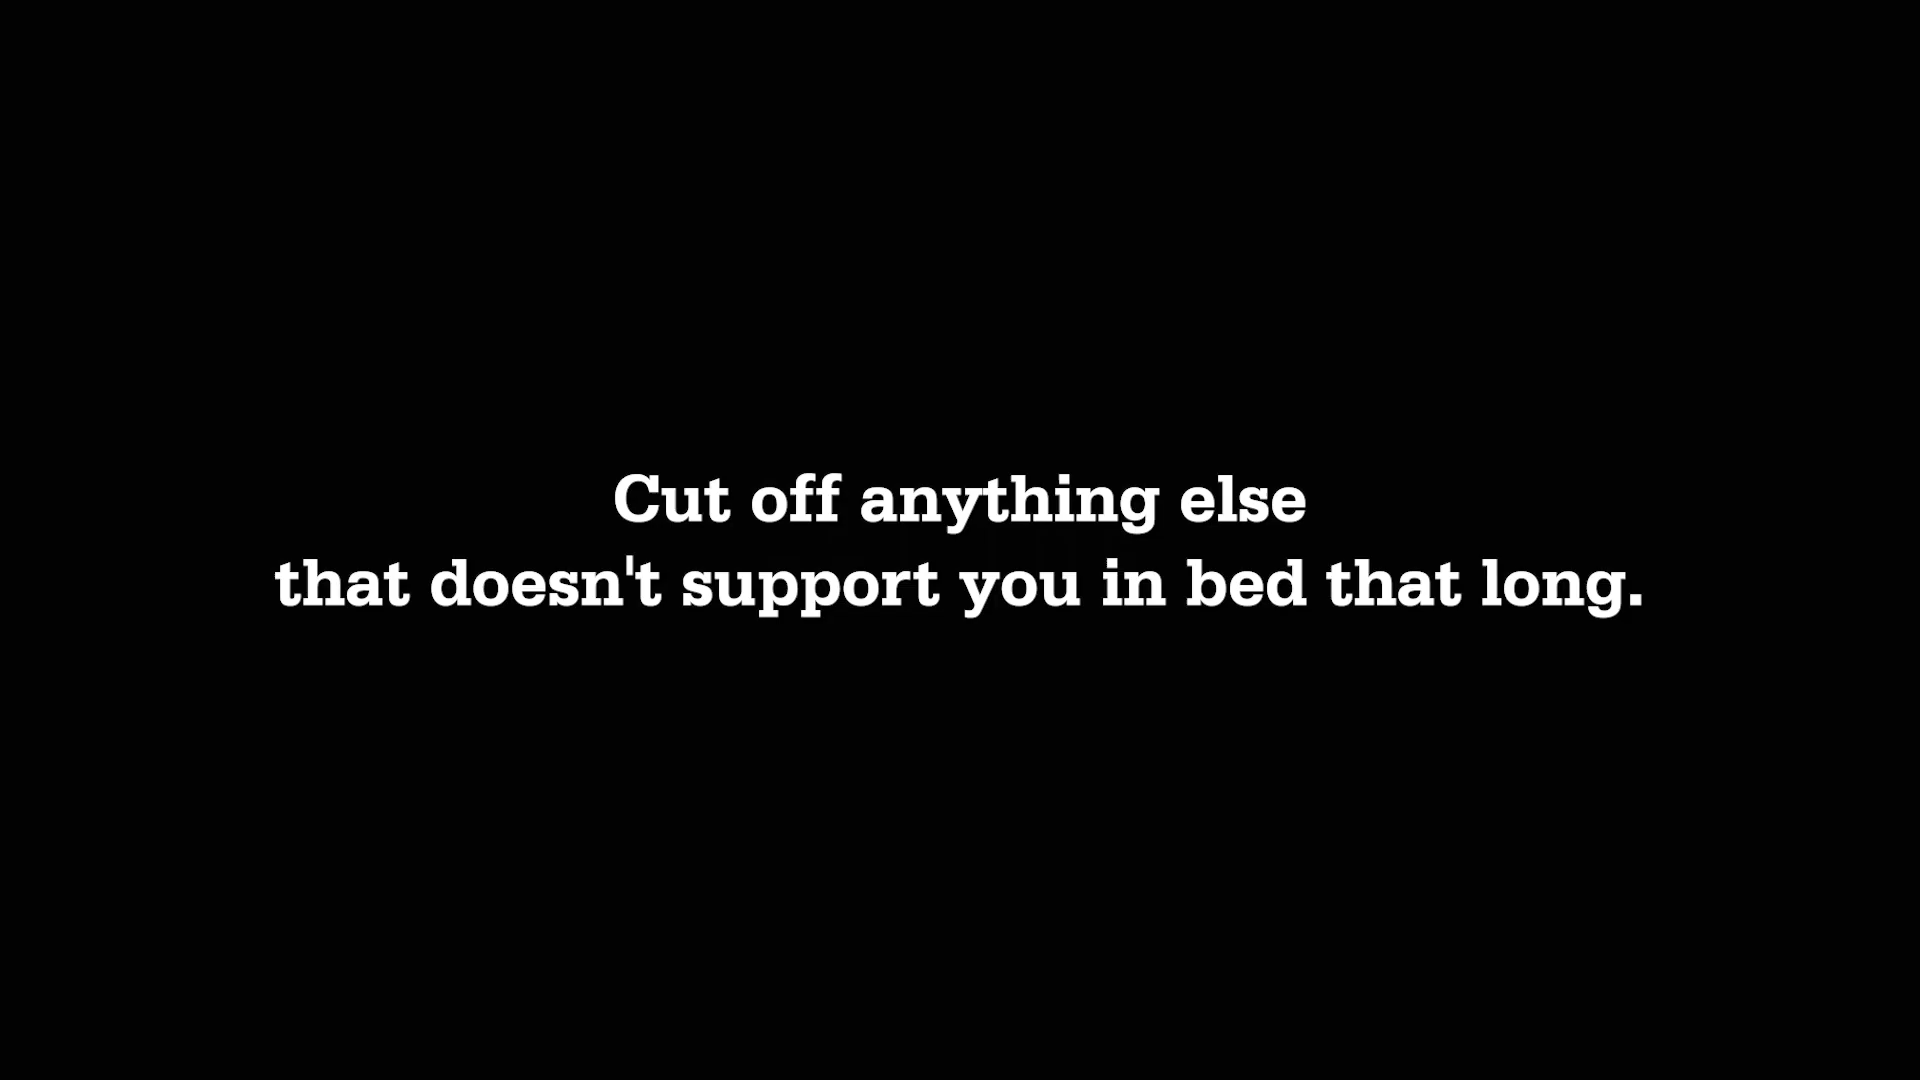 Cut off anything else
that doesn't support you in bed that long.